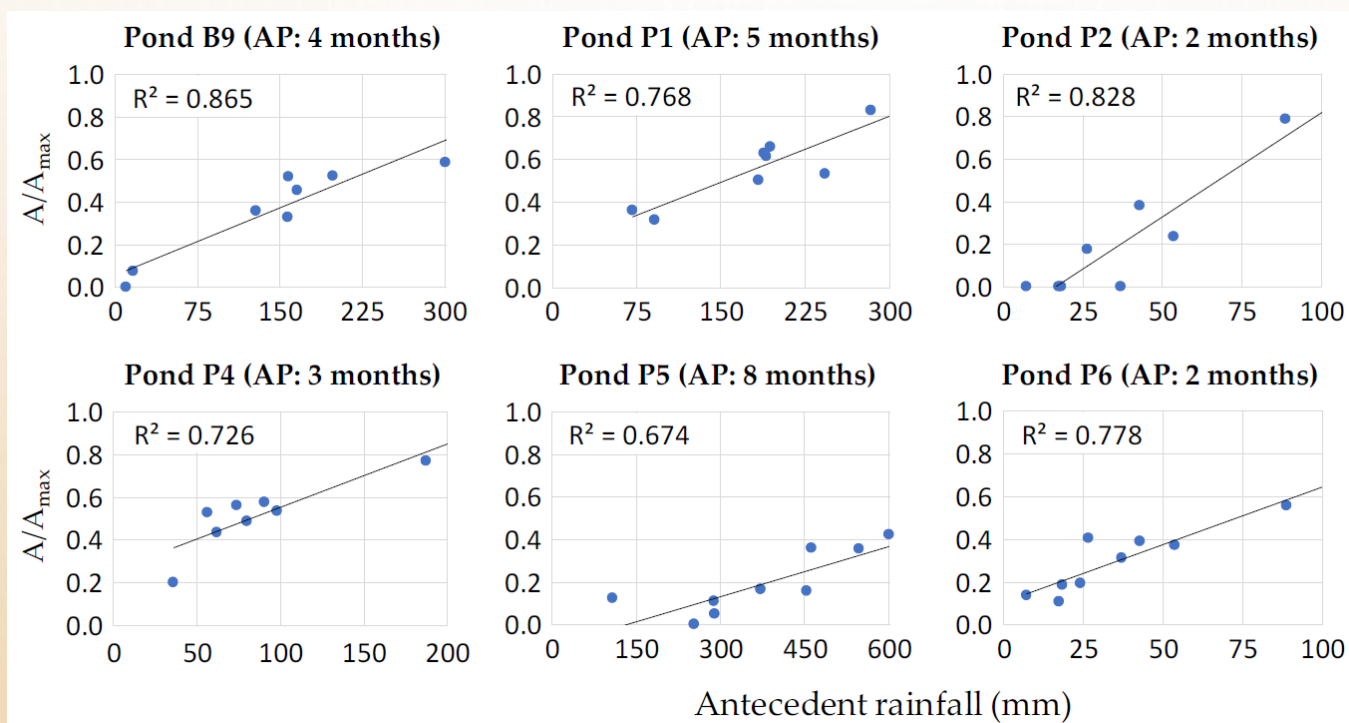 Pond B9 (AP: 4 months) Pond P1 (AP: 5 months) Pond P2 (AP: 2 months)
A/Amax
1.0
0.8
0.6
0.4
0.2
0.0
R² = 0.865
0 75 150 225 300
1.0
0.8
0.6
0.4
0.2
0.0
R² = 0.768
0 75 150 225 300
1.0
0.8
0.6
0.4
0.2
0.0
R² = 0.828
0 25 50 75 100
Pond P4 (AP: 3 months) Pond P5 (AP: 8 months) Pond P6 (AP: 2 months)
A/Amax
1.0
0.8
0.6
0.4
0.2
0.0
R² = 0.726
0 50 100 150 200
1.0
0.8
0.6
0.4
0.2
0.0
R² = 0.674
0 150 300 450 600
1.0
0.8
0.6
0.4
0.2
0.0
R² = 0.778
0 25 50 75 100
Antecedent rainfall (mm)